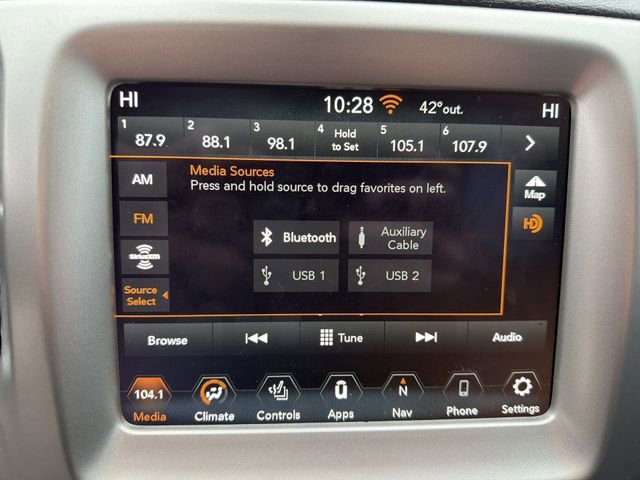 HI 10:28 42°out. HI
1 87.9 2 88.1 3 98.1 4 Hold to Set 5 105.1 6 107.9
Media Sources
Press and hold source to drag favorites on left.
AM
FM
SiriusXM
Source
Select
Bluetooth
Auxiliary
Cable
USB 1 USB 2
Map
HD
Browse Tune Audio
104.1
Media Climate Controls Apps Nav Phone Settings
N